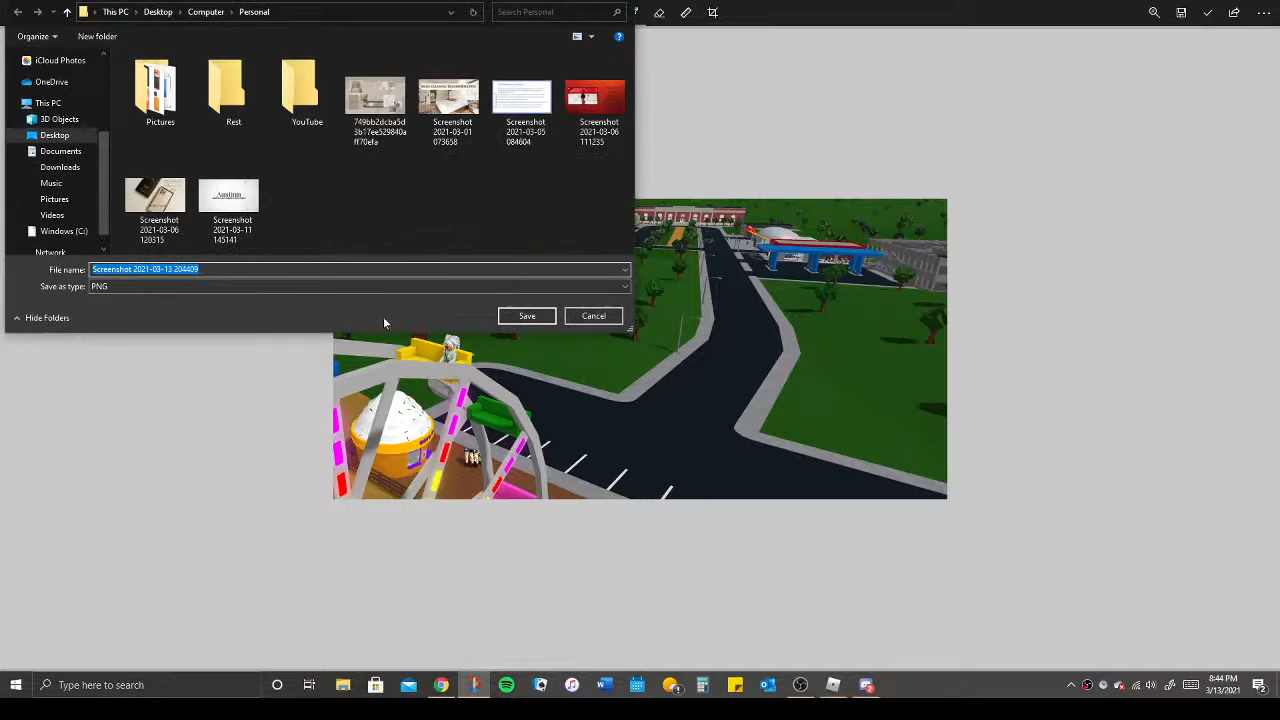 This PC > Desktop > Computer > Personal
Search Personal
Organize
New folder
iCloud Photos
OneDrive
This PC
3D Objects
Desktop
Documents
Downloads
Music
Pictures
Videos
Windows (C:)
Network
Pictures
Rest
YouTube
749bb2dcba5d
3b17ee529840a
ff70efa
Screenshot
2021-03-01
073658
Screenshot
2021-03-05
084604
Screenshot
2021-03-06
111235
Screenshot
2021-03-06
120315
Screenshot
2021-03-11
145141
File name:
Screenshot 2021-03-13 204409
Save as type:
PNG
Hide Folders
Save
Cancel
Type here to search
8:44 PM
3/13/2021
2